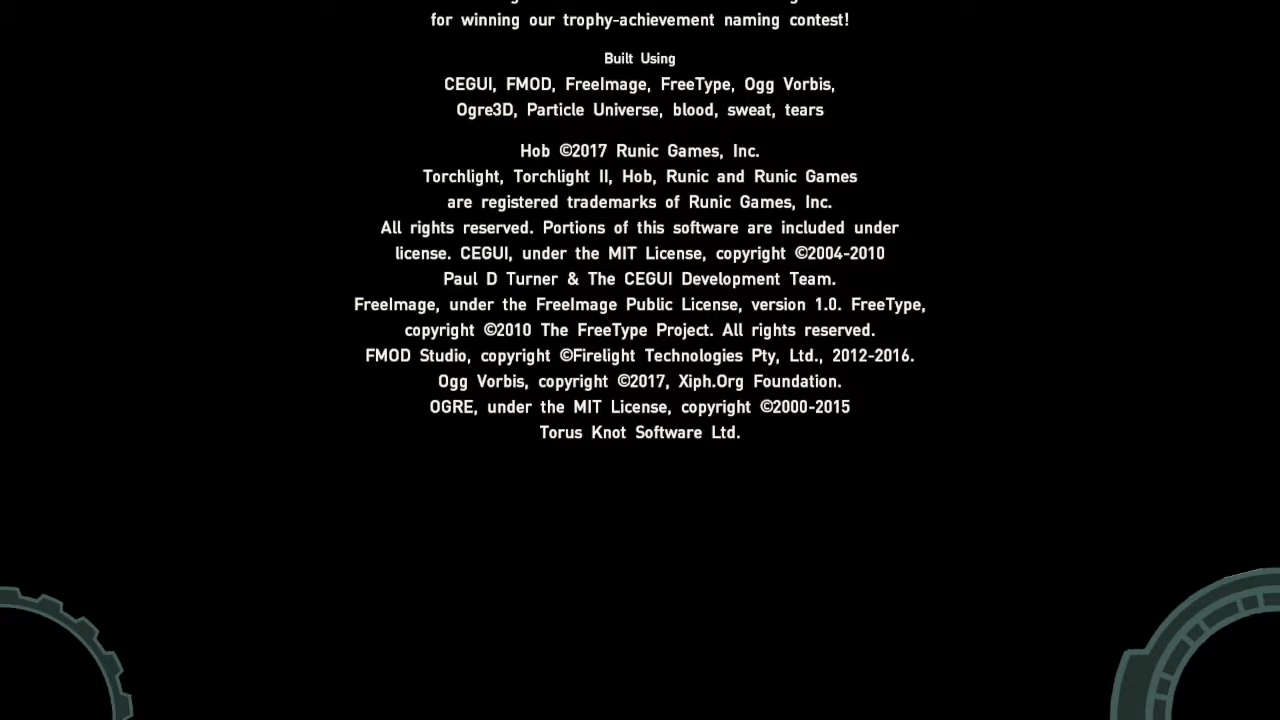 for winning our trophy-achievement naming contest!
Built Using
CEGUI, FMOD, FreeImage, FreeType, Ogg Vorbis,
Ogre3D, Particle Universe, blood, sweat, tears
Hob ©2017 Runic Games, Inc.
Torchlight, Torchlight II, Hob, Runic and Runic Games
are registered trademarks of Runic Games, Inc.
All rights reserved. Portions of this software are included under
license. CEGUI, under the MIT License, copyright ©2004-2010
Paul D Turner & The CEGUI Development Team.
FreeImage, under the FreeImage Public License, version 1.0. FreeType,
copyright ©2010 The FreeType Project. All rights reserved.
FMOD Studio, copyright ©Firelight Technologies Pty, Ltd., 2012-2016.
Ogg Vorbis, copyright ©2017, Xiph.Org Foundation.
OGRE, under the MIT License, copyright ©2000-2015
Torus Knot Software Ltd.